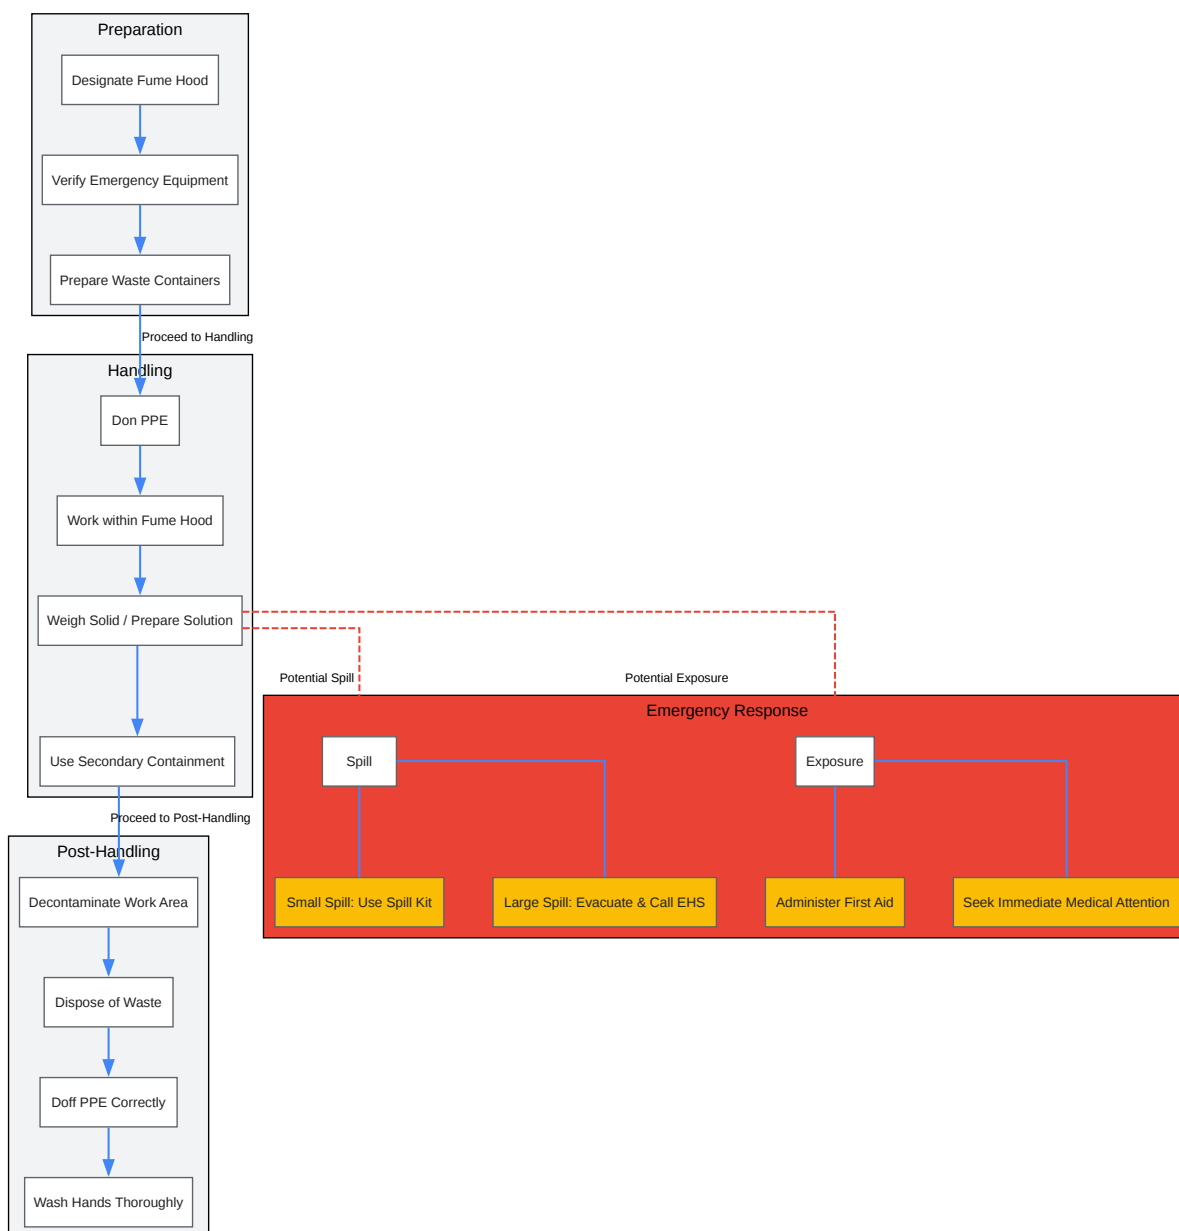 Preparation
Designate Fume Hood
Verify Emergency Equipment
Prepare Waste Containers
Proceed to Handling
Handling
Don PPE
Work within Fume Hood
Weigh Solid / Prepare Solution
Potential Spill
Potential Exposure
Emergency Response
Spill
Exposure
Use Secondary Containment
Proceed to Post-Handling
Post-Handling
Decontaminate Work Area
Small Spill: Use Spill Kit
Large Spill: Evacuate & Call EHS
Administer First Aid
Seek Immediate Medical Attention
Dispose of Waste
Doff PPE Correctly
Wash Hands Thoroughly